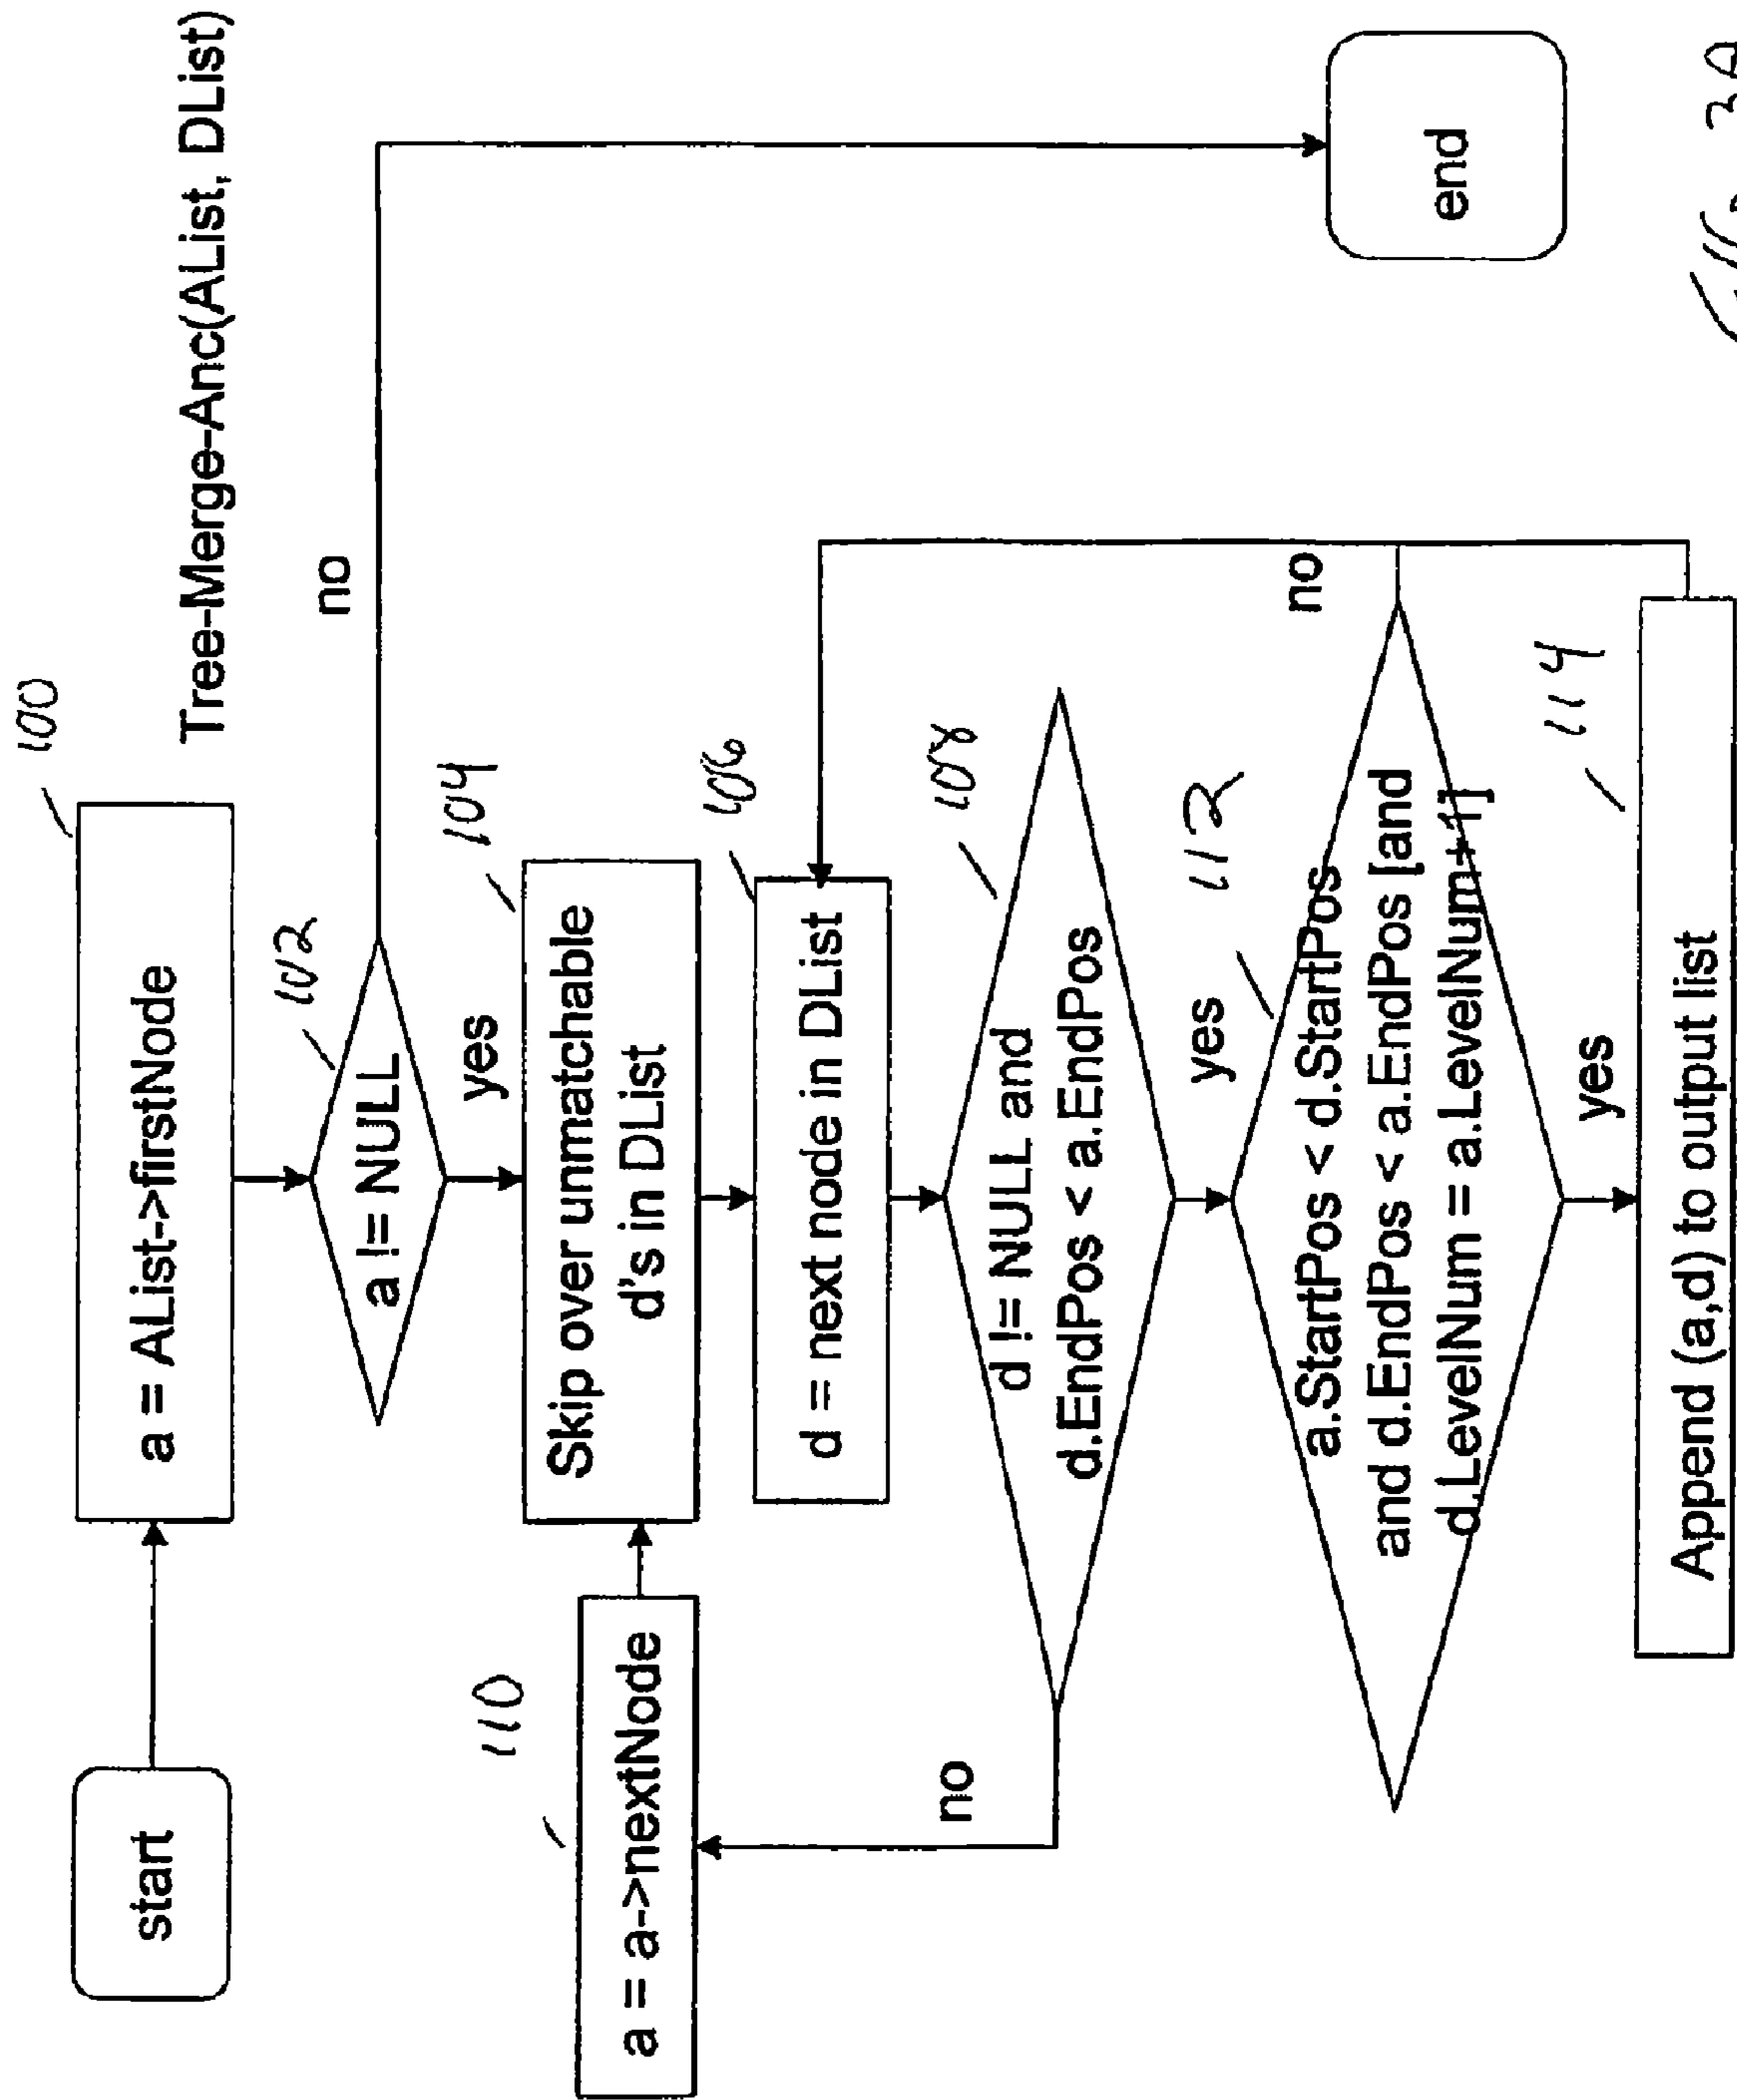 Tree-Merge-Anc(AList, DList)
start
100
a = AList->firstNode
102
a != NULL
no
yes
104
Skip over unmatchable
d's in DList
110
a = a->nextNode
106
d = next node in DList
108
d != NULL and
d.EndPos < a.EndPos
no
yes
112
a.StartPos < d.StartPos
and d.EndPos < a.EndPos [and
d.LevelNum = a.LevelNum+1]
no
yes
114
Append (a,d) to output list
end